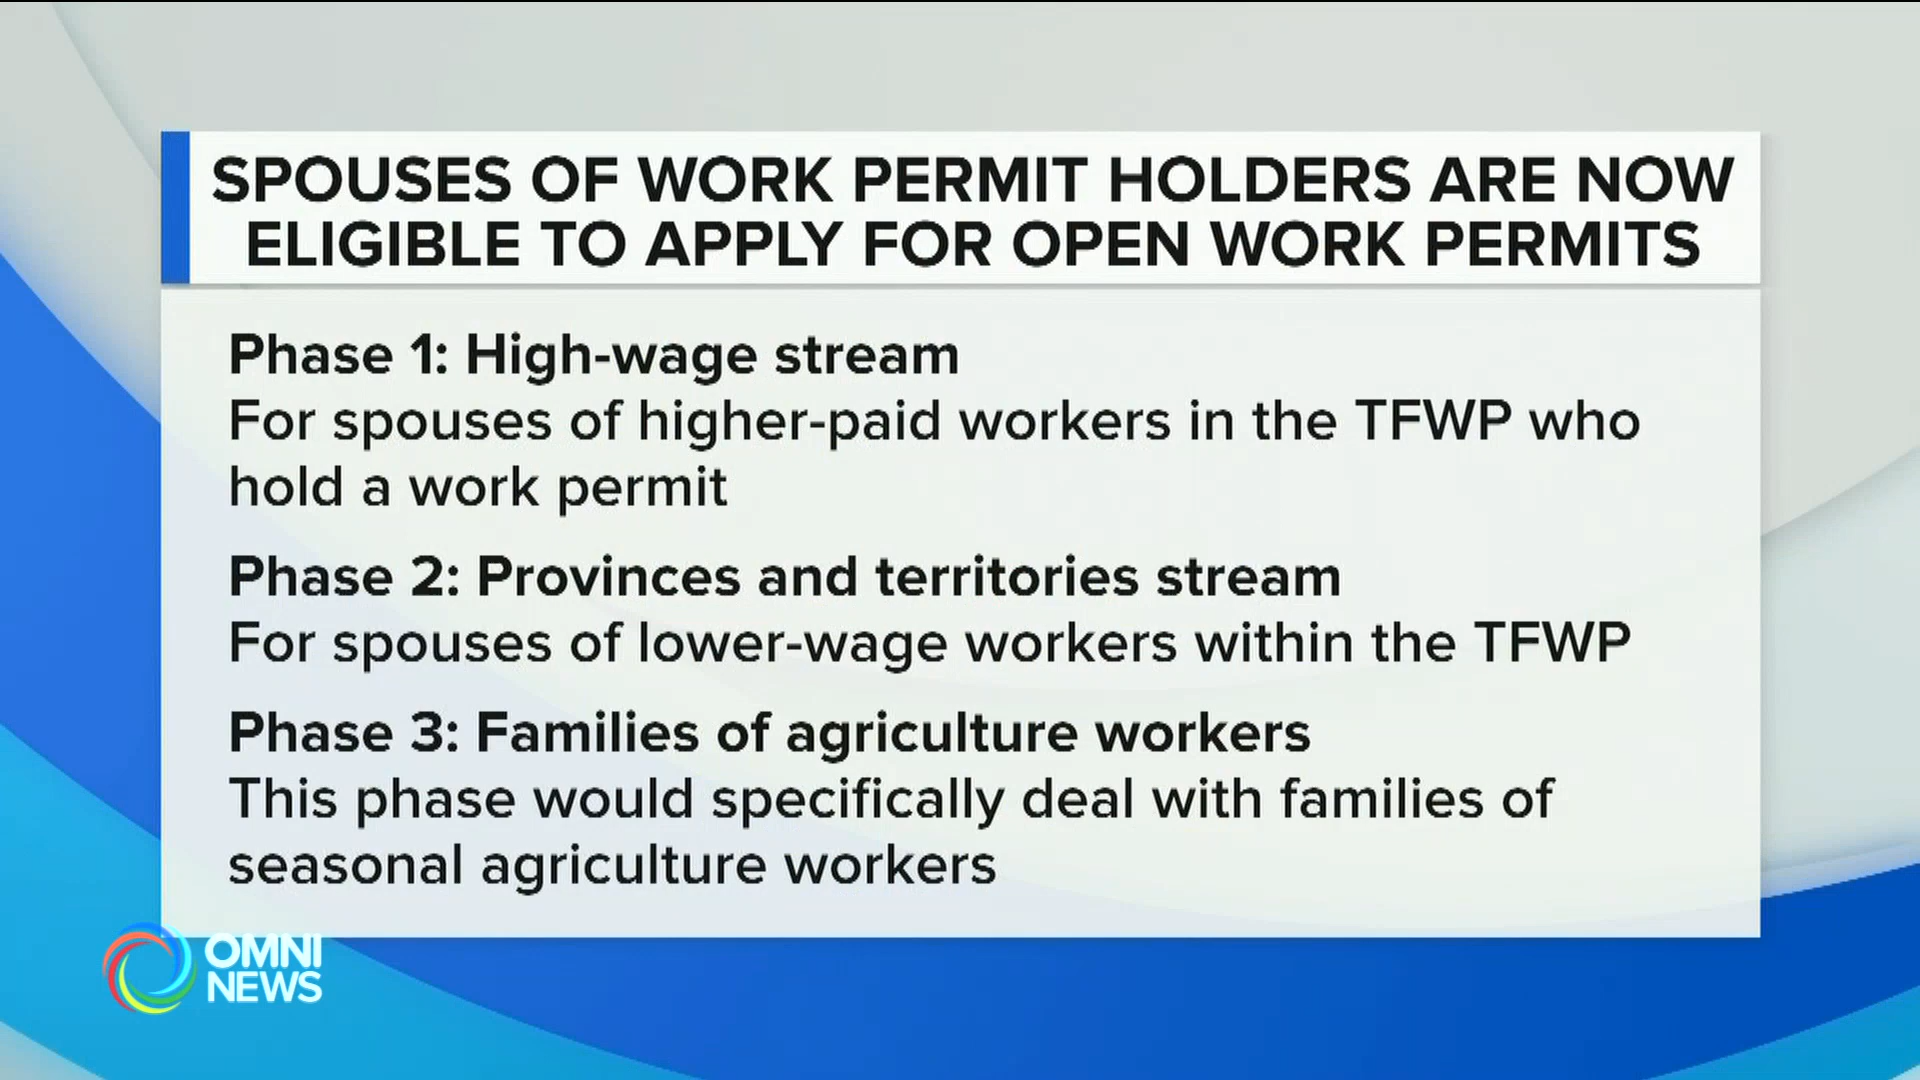 SPOUSES OF WORK PERMIT HOLDERS ARE NOW
ELIGIBLE TO APPLY FOR OPEN WORK PERMITS
Phase 1: High-wage stream
For spouses of higher-paid workers in the TFWP who
hold a work permit
Phase 2: Provinces and territories stream
For spouses of lower-wage workers within the TFWP
Phase 3: Families of agriculture workers
This phase would specifically deal with families of
seasonal agriculture workers
OMNI
NEWS